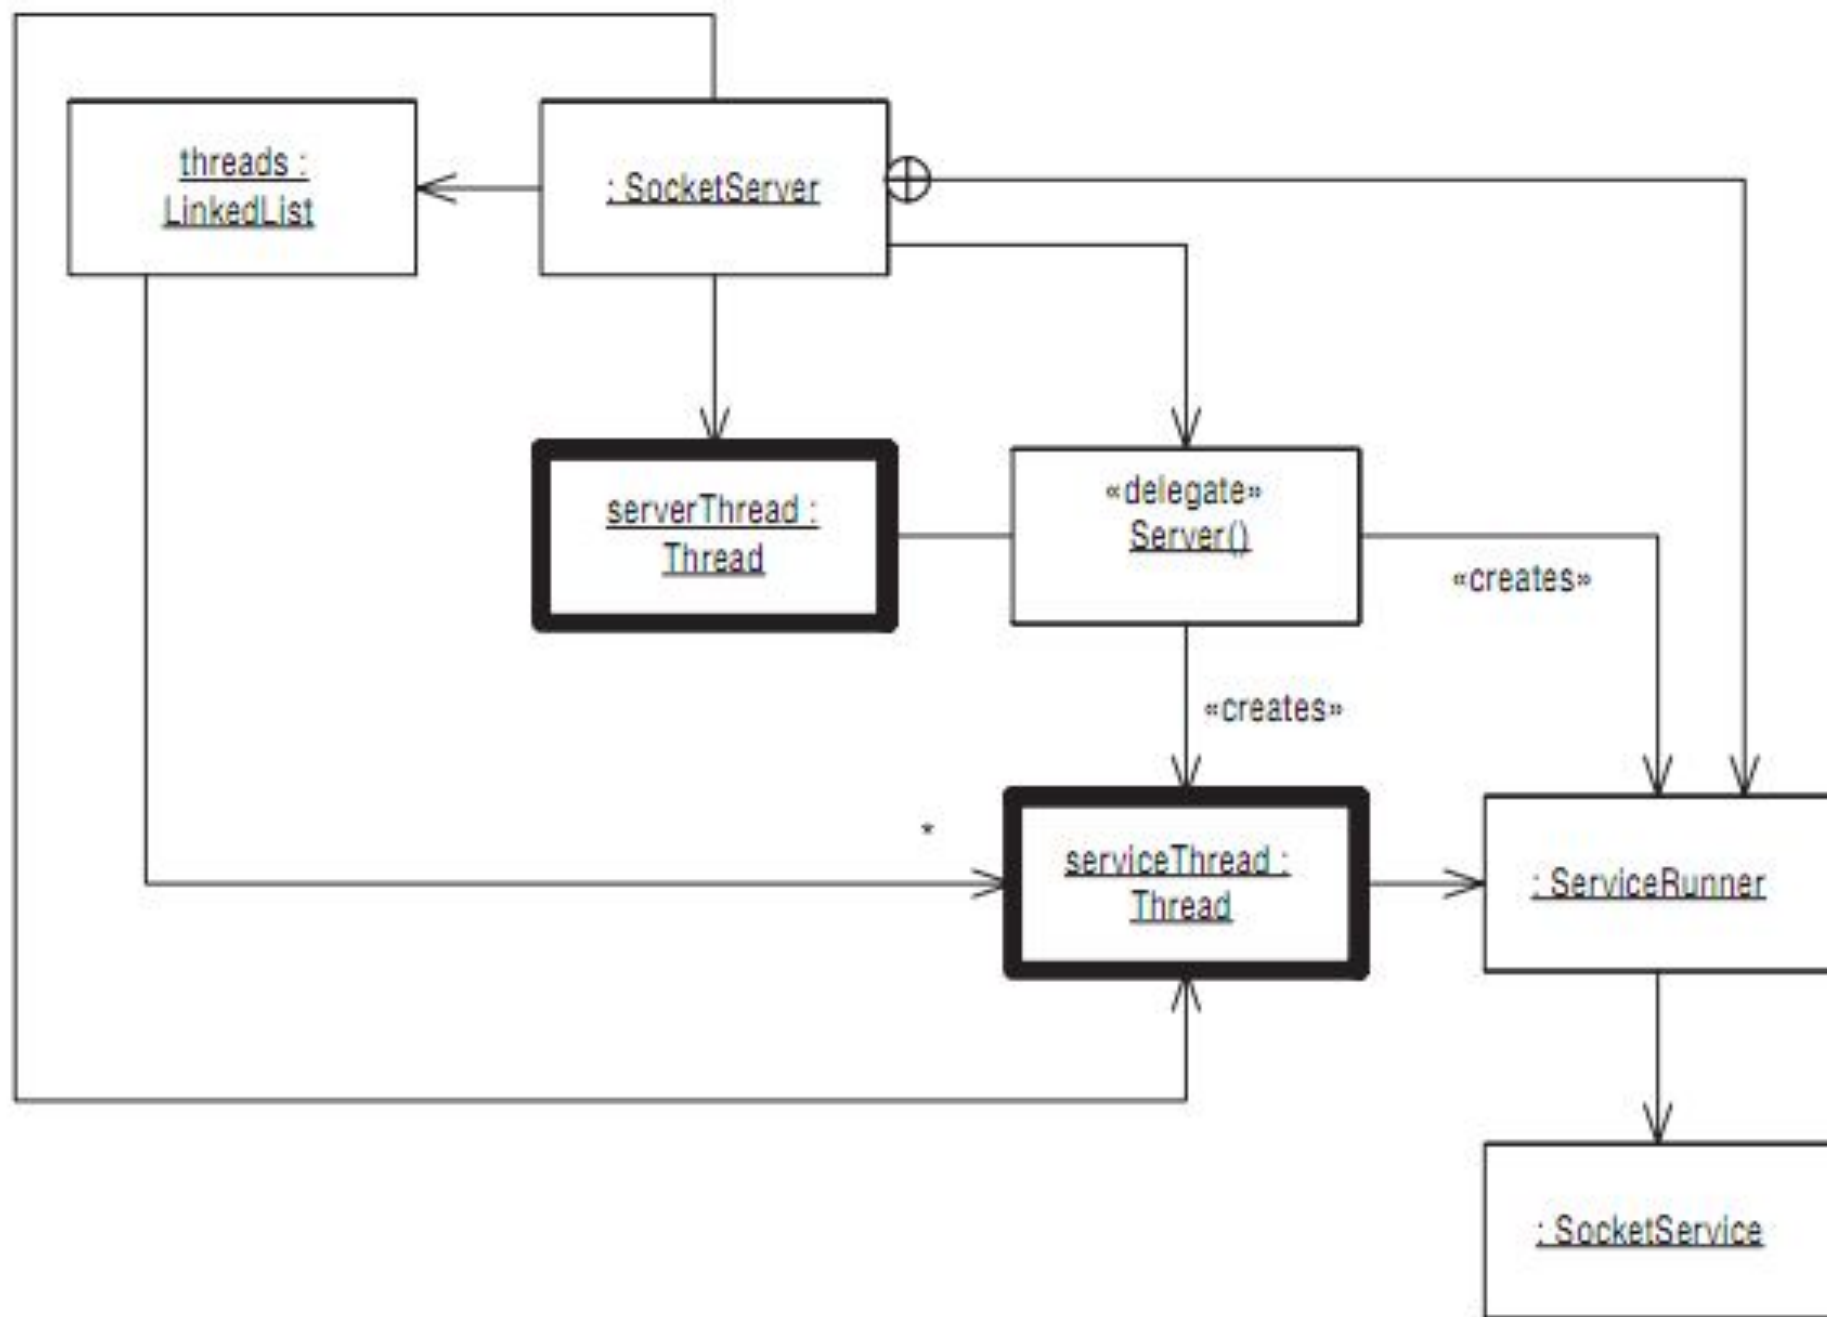 threads :
LinkedList
: SocketServer
serverThread :
Thread
«delegate»
Server()
«creates»
«creates»
*
serviceThread :
Thread
: ServiceRunner
: SocketService